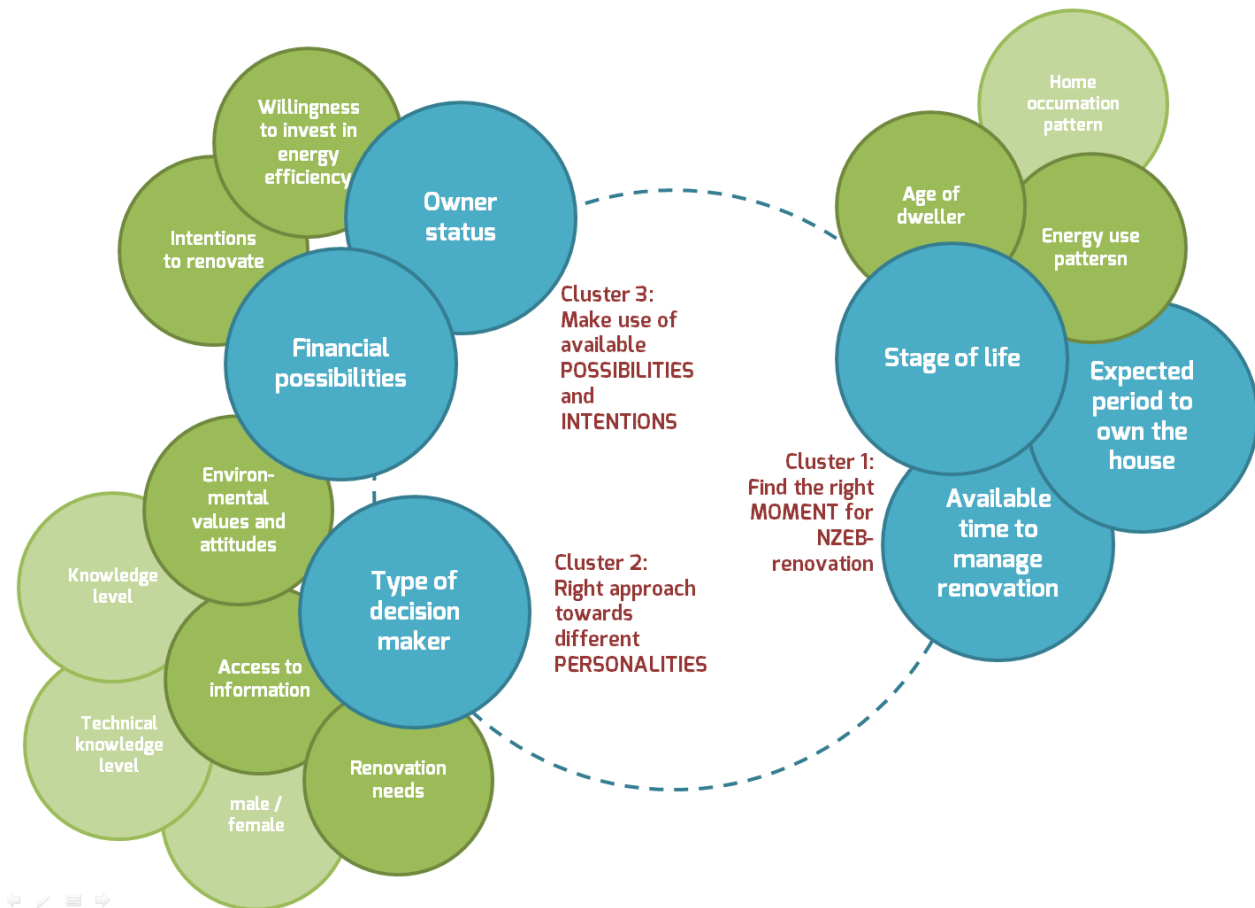 Willingness
to invest in
energy
efficiency
Owner
status
Intentions
to renovate
Financial
possibilities
Cluster 3:
Make use of
available
POSSIBILITIES
and
INTENTIONS
Home
occumation
pattern
Age of
dweller
Energy use
pattersn
Stage of life
Expected
period to
own the
house
Available
time to
manage
renovation
Cluster 1:
Find the right
MOMENT for
NZEB-
renovation
Environ-
mental
values and
attitudes
Knowledge
level
Type of
decision
maker
Cluster 2:
Right approach
towards
different
PERSONALITIES
Access to
information
Technical
knowledge
level
Renovation
needs
male /
female